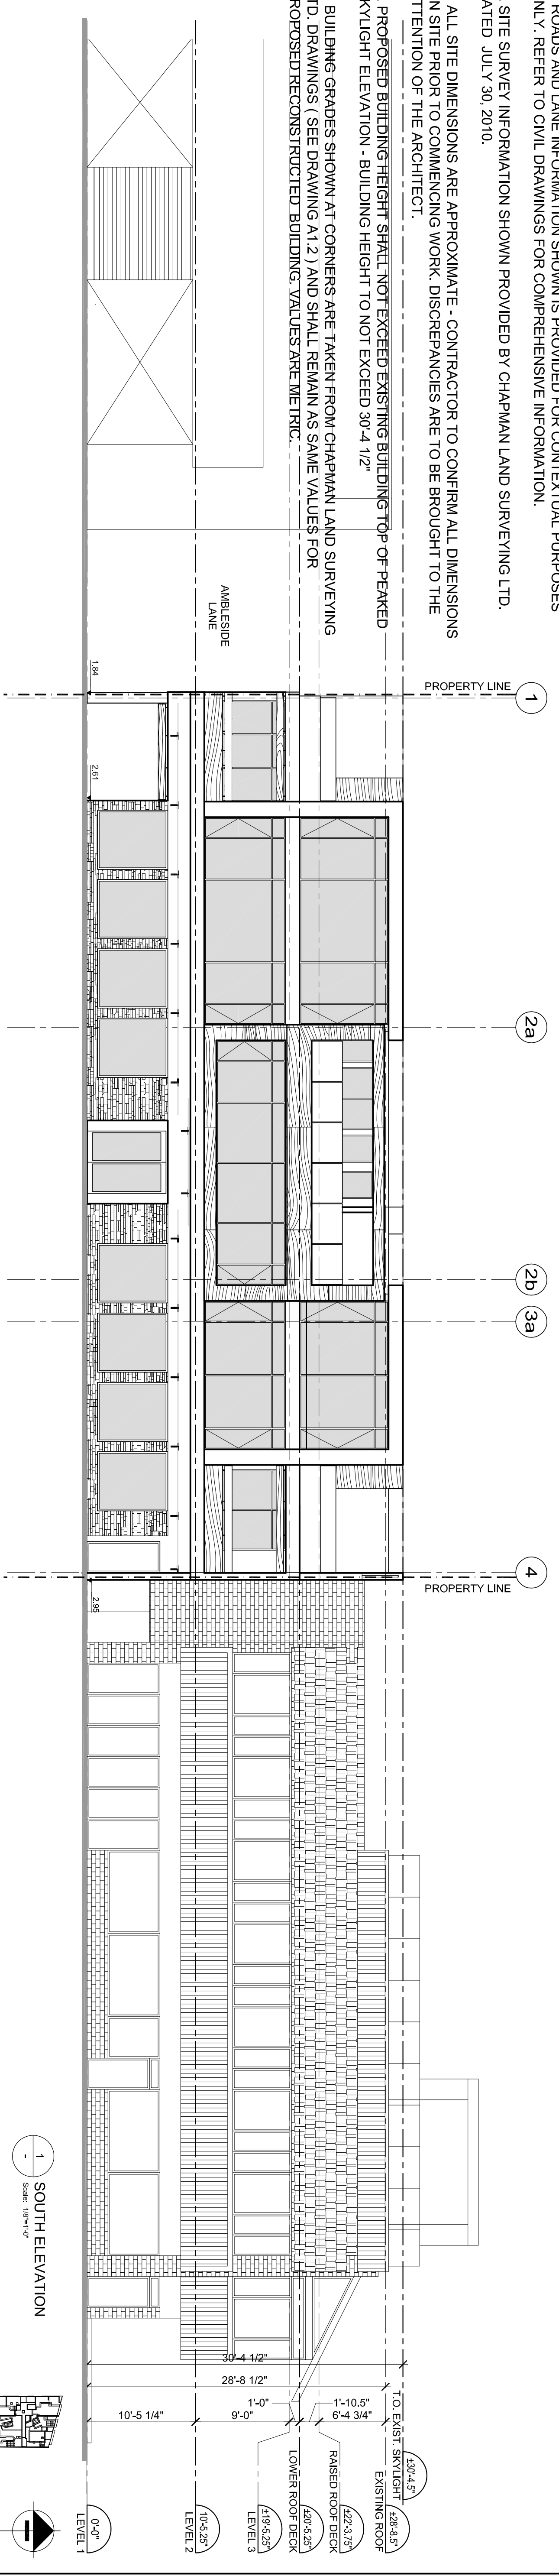 ROADS AND LANE INFORMATION SHOWN IS PROVIDED FOR CONTEXTUAL PURPOSES
NLY. REFER TO CIVIL DRAWINGS FOR COMPREHENSIVE INFORMATION.
. SITE SURVEY INFORMATION SHOWN PROVIDED BY CHAPMAN LAND SURVEYING LTD.
ATED JULY 30, 2010.
ALL SITE DIMENSIONS ARE APPROXIMATE - CONTRACTOR TO CONFIRM ALL DIMENSIONS
N SITE PRIOR TO COMMENCING WORK. DISCREPANCIES ARE TO BE BROUGHT TO THE
TTENTION OF THE ARCHITECT.
. PROPOSED BUILDING HEIGHT SHALL NOT EXCEED EXISTING BUILDING TOP OF PEAKED
KYLIGHT ELEVATION - BUILDING HEIGHT TO NOT EXCEED 30'-4 1/2"
BUILDING GRADES SHOWN AT CORNERS ARE TAKEN FROM CHAPMAN LAND SURVEYING
TD. DRAWINGS ( SEE DRAWING A1.2 ) AND SHALL REMAIN AS SAME VALUES FOR
ROPOSED RECONSTRUCTED BUILDING. VALUES ARE METRIC.
AMBLESIDE
LANE
1
PROPERTY LINE
2a
2b
3a
4
PROPERTY LINE
1.84
2.61
2.95
1
-
SOUTH ELEVATION
Scale: 1/8"=1'-0"
30'-4 1/2"
28'-8 1/2"
10'-5 1/4"
9'-0"
1'-0"
1'-10.5"
6'-4 3/4"
±30'-4.5"
T.O. EXIST. SKYLIGHT
±28'-8.5"
EXISTING ROOF
±22'-3.75"
RAISED ROOF DECK
±20'-5.25"
LOWER ROOF DECK
±19'-5.25"
LEVEL 3
10'-5.25"
LEVEL 2
0'-0"
LEVEL 1